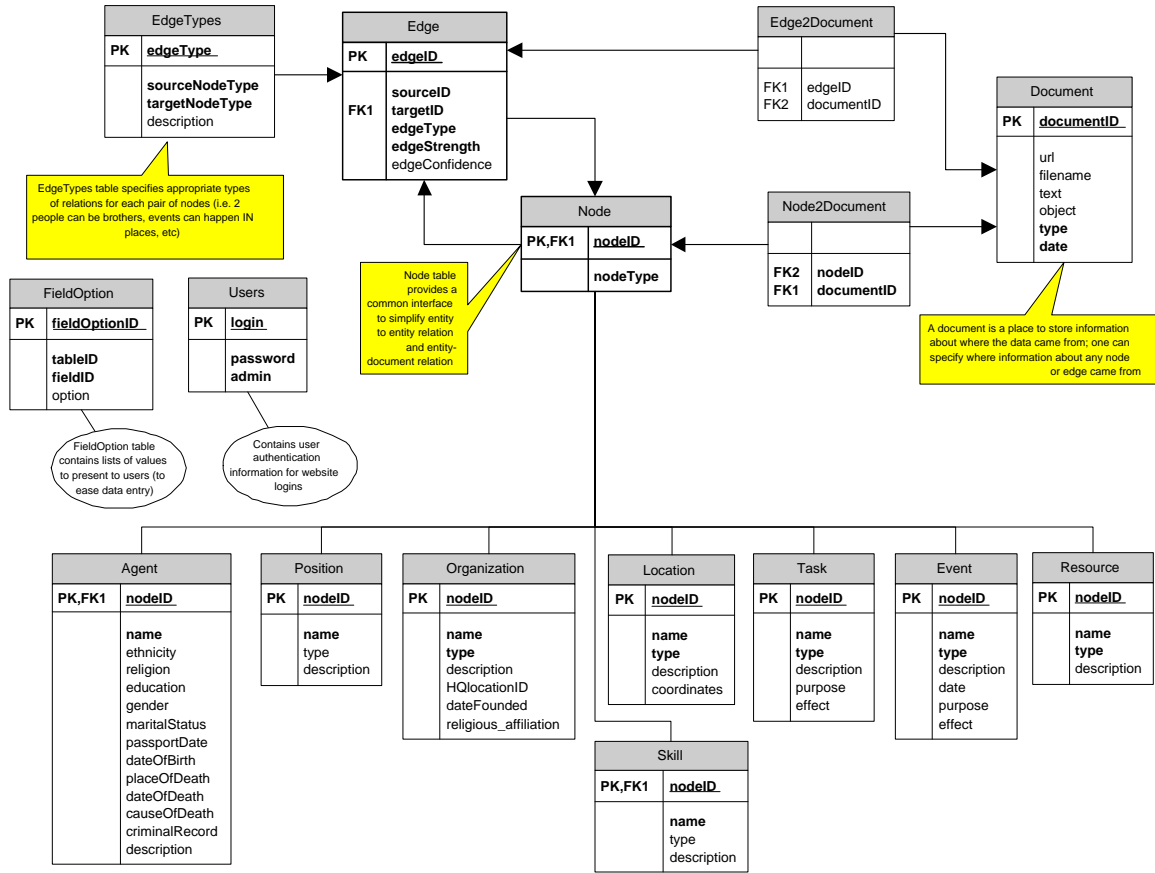 EdgeTypes
PK edgeType
sourceNodeType
targetNodeType
description
EdgeTypes table specifies appropriate types
of relations for each pair of nodes (i.e. 2
people can be brothers, events can happen IN
places, etc)
Edge
PK edgeID
sourceID
FK1 targetID
edgeType
edgeStrength
edgeConfidence
Edge2Document
FK1 edgeID
FK2 documentID
Document
PK documentID
url
filename
text
object
type
date
A document is a place to store information
about where the data came from; one can
specify where information about any node
or edge came from
Node
PK,FK1 nodeID
nodeType
Node table
provides a
common interface
to simplify entity
to entity relation
and entity-
document relation
Node2Document
FK2 nodeID
FK1 documentID
FieldOption
PK fieldOptionID
tableID
fieldID
option
FieldOption table
contains lists of values
to present to users (to
ease data entry)
Users
PK login
password
admin
Contains user
authentication
information for website
logins
Agent
PK,FK1 nodeID
name
ethnicity
religion
education
gender
maritalStatus
passportDate
dateOfBirth
placeOfDeath
dateOfDeath
causeOfDeath
criminalRecord
description
Position
PK nodeID
name
type
description
Organization
PK nodeID
name
type
description
HQlocationID
dateFounded
religious_affiliation
Location
PK nodeID
name
type
description
coordinates
Task
PK nodeID
name
type
description
purpose
effect
Event
PK nodeID
name
type
description
date
purpose
effect
Resource
PK nodeID
name
type
description
Skill
PK,FK1 nodeID
name
type
description